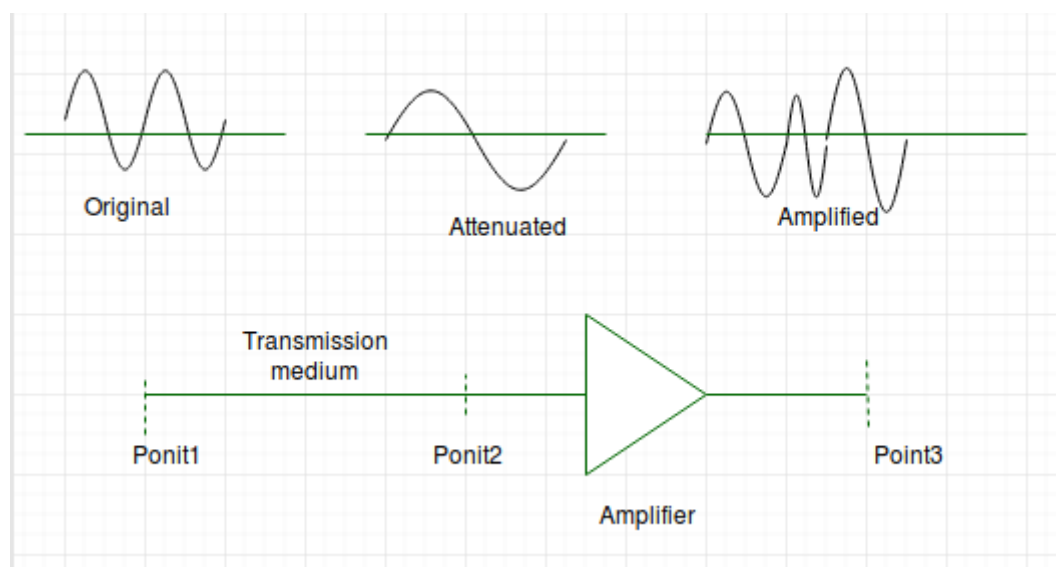 Original
Attenuated
Amplified
Transmission
medium
Ponit1
Ponit2
Point3
Amplifier